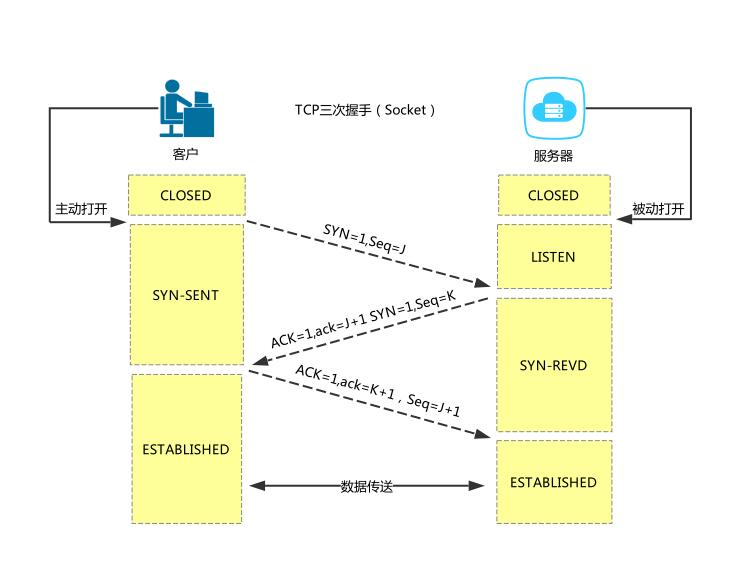 TCP三次握手（Socket）
客户
服务器
CLOSED
CLOSED
主动打开
被动打开
SYN=1,Seq=J
LISTEN
SYN-SENT
ACK=1,ack=J+1 SYN=1,Seq=K
SYN-REVD
ACK=1,ack=K+1，Seq=J+1
ESTABLISHED
ESTABLISHED
数据传送